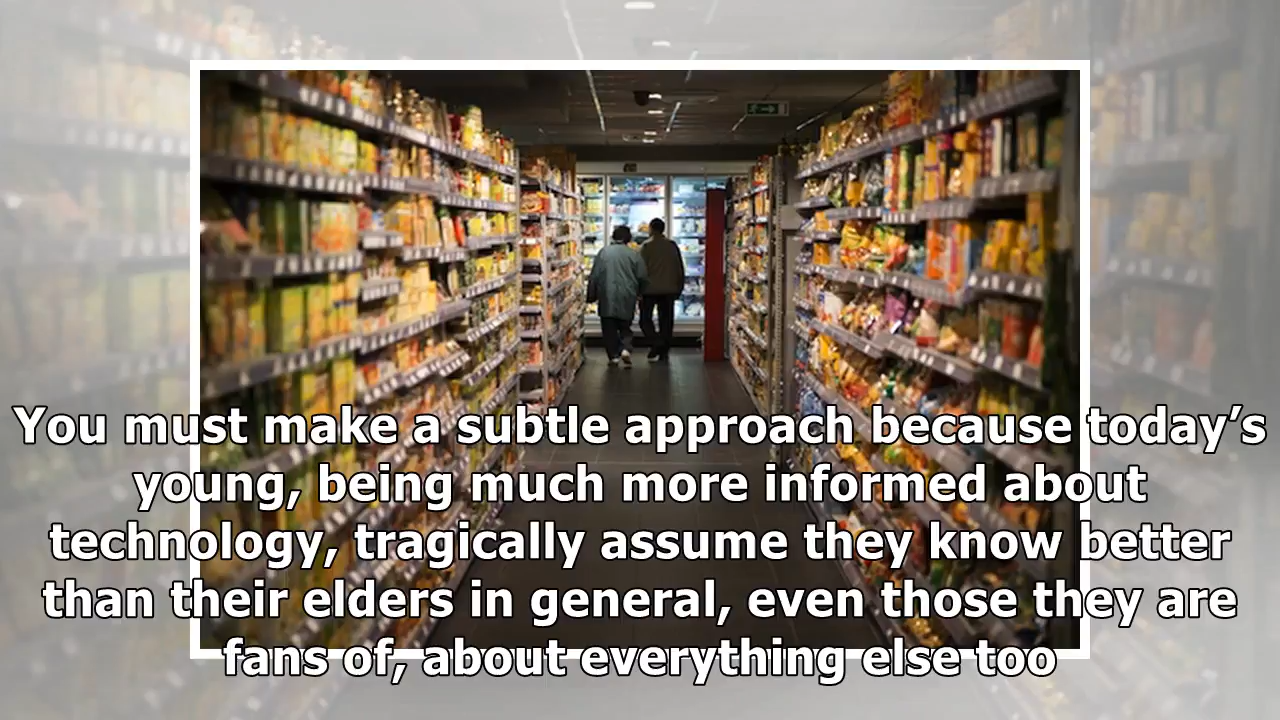 You must make a subtle approach because today’s
young, being much more informed about
technology, tragically assume they know better
than their elders in general, even those they are
fans of, about everything else too